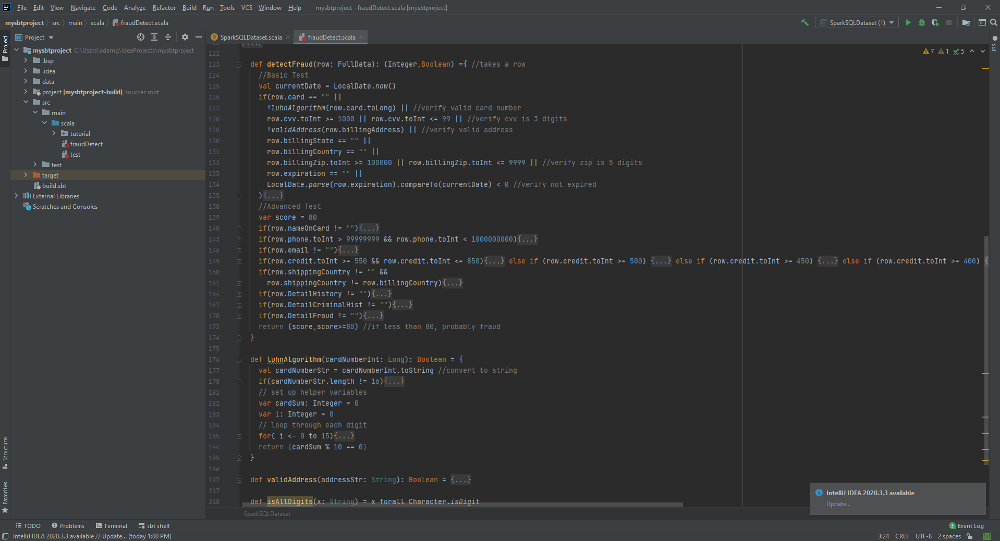 File Edit View Navigate Code Analyze Refactor Build Run Tools VCS Window Help mysbtproject - fraudDetect.scala [mysbtproject]
mysbtproject src main scala fraudDetect.scala SparkSQLDataset (1)
Project SparkSQLDataset.scala fraudDetect.scala
Project
sbt
mysbtproject C:\Users\adamg\IdeaProjects\mysbtproject
.bsp
.idea
data
project [mysbtproject-build] sources root
src
main
scala
tutorial
fraudDetect
test
test
target
build.sbt
External Libraries
Scratches and Consoles
Structure
Favorites
7 1 5
122
123 def detectFraud(row: FullData): (Integer,Boolean) ={ //takes a row
124 //Basic Test
125 val currentDate = LocalDate.now()
126 if(row.card == "" ||
127 !luhnAlgorithm(row.card.toLong) || //verify valid card number
128 row.cvv.toInt >= 1000 || row.cvv.toInt <= 99 || //verify cvv is 3 digits
129 !validAddress(row.billingAddress) || //verify valid address
130 row.billingState == "" ||
131 row.billingCountry == "" ||
132 row.billingZip.toInt >= 100000 || row.billingZip.toInt <= 9999 || //verify zip is 5 digits
133 row.expiration == "" ||
134 LocalDate.parse(row.expiration).compareTo(currentDate) < 0 //verify not expired
135 ){...}
138 //Advanced Test
139 var score = 80
140 if(row.nameOnCard != ""){...}
143 if(row.phone.toInt > 99999999 && row.phone.toInt < 1000000000){...}
146 if(row.email != ""){...}
149 if(row.credit.toInt >= 550 && row.credit.toInt <= 850){...} else if (row.credit.toInt >= 500) {...} else if (row.credit.toInt >= 450) {...} else if (row.credit.toInt >= 400) {
160 if(row.shippingCountry != "" &&
161 row.shippingCountry != row.billingCountry){...}
164 if(row.DetailHistory != ""){...}
167 if(row.DetailCriminalHist != ""){...}
170 if(row.DetailFraud != ""){...}
173 return (score,score>=80) //if less than 80, probably fraud
174 }
175
176 def luhnAlgorithm(cardNumberInt: Long): Boolean = {
177 val cardNumberStr = cardNumberInt.toString //convert to string
178 if(cardNumberStr.length != 16){...}
181 // set up helper variables
182 var cardSum: Integer = 0
183 var i: Integer = 0
184 // loop through each digit
185 for( i <- 0 to 15){...}
194 return (cardSum % 10 == 0)
195 }
196
197 def validAddress(addressStr: String): Boolean = {...}
217
218 def isAllDigits(x: String) = x forall Character.isDigit
SparkSQLDataset
IntelliJ IDEA 2020.3.3 available
Update...
TODO Problems Terminal sbt shell 3 Event Log
IntelliJ IDEA 2020.3.3 available // Update... (today 1:00 PM) 3:24 CRLF UTF-8 2 spaces